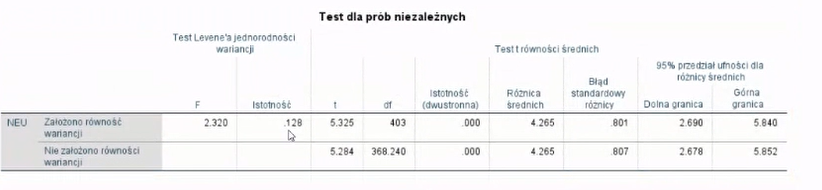 Test dla prób niezależnych
Test Levene'a jednorodności
wariancji
Test t równości średnich
95% przedział ufności dla
różnicy średnich
F
Istotność
t
df
Istotność
(dwustronna)
Różnica
średnich
Błąd
standardowy
różnicy
Dolna granica
Górna
granica
NEU
Założono równość
wariancji
2.320 .128 5.325 403 .000 4.265 .801 2.690 5.840
Nie założono równości
wariancji
5.284 368.240 .000 4.265 .807 2.678 5.852